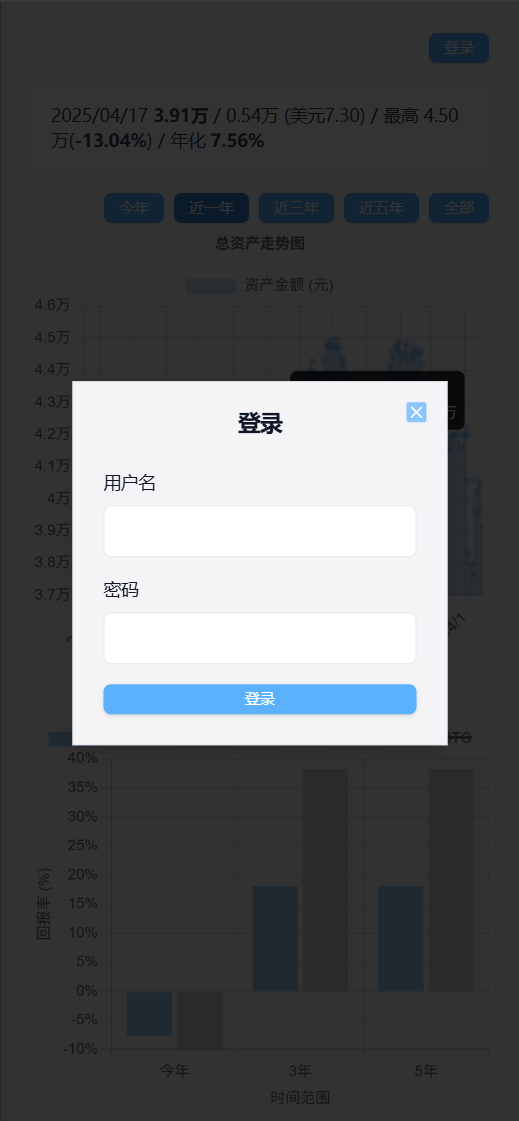 登录
2025/04/17 3.91万 / 0.54万 (美元7.30) / 最高 4.50
万(-13.04%) / 年化 7.56%
今年 近一年 近三年 近五年 全部
总资产走势图
资产金额 (元)
4.6万
4.5万
4.4万
4.3万
4.2万
万
4.1万
4万
3.9万
3.8万
3.7万
登录
用户名
密码
登录
40%
35%
30%
25%
20%
15%
10%
5%
0%
-5%
-10%
回报率 (%)
今年 3年 5年
时间范围